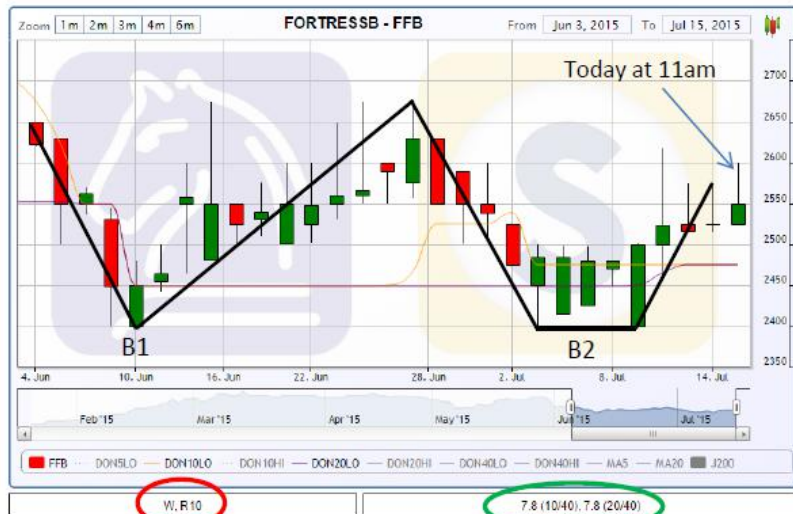 Zoom 1m 2m 3m 4m 6m FORTRESSB - FFB From Jun 3, 2015 To Jul 15, 2015
Today at 11am
2700
2650
2600
2550
2500
2450
2400
2350
B1 B2
4. Jun 10. Jun 16. Jun 22. Jun 28. Jun 2. Jul 8. Jul 14. Jul
Feb '15 Mar '15 Apr '15 May '15 Jun '15 Jul '15
FFB DON5LO DON10LO DON10HI DON20LO DON20HI DON40LO DON40HI MA5 MA20 J200
W, R10 7.8 (10/40), 7.8 (20/40)